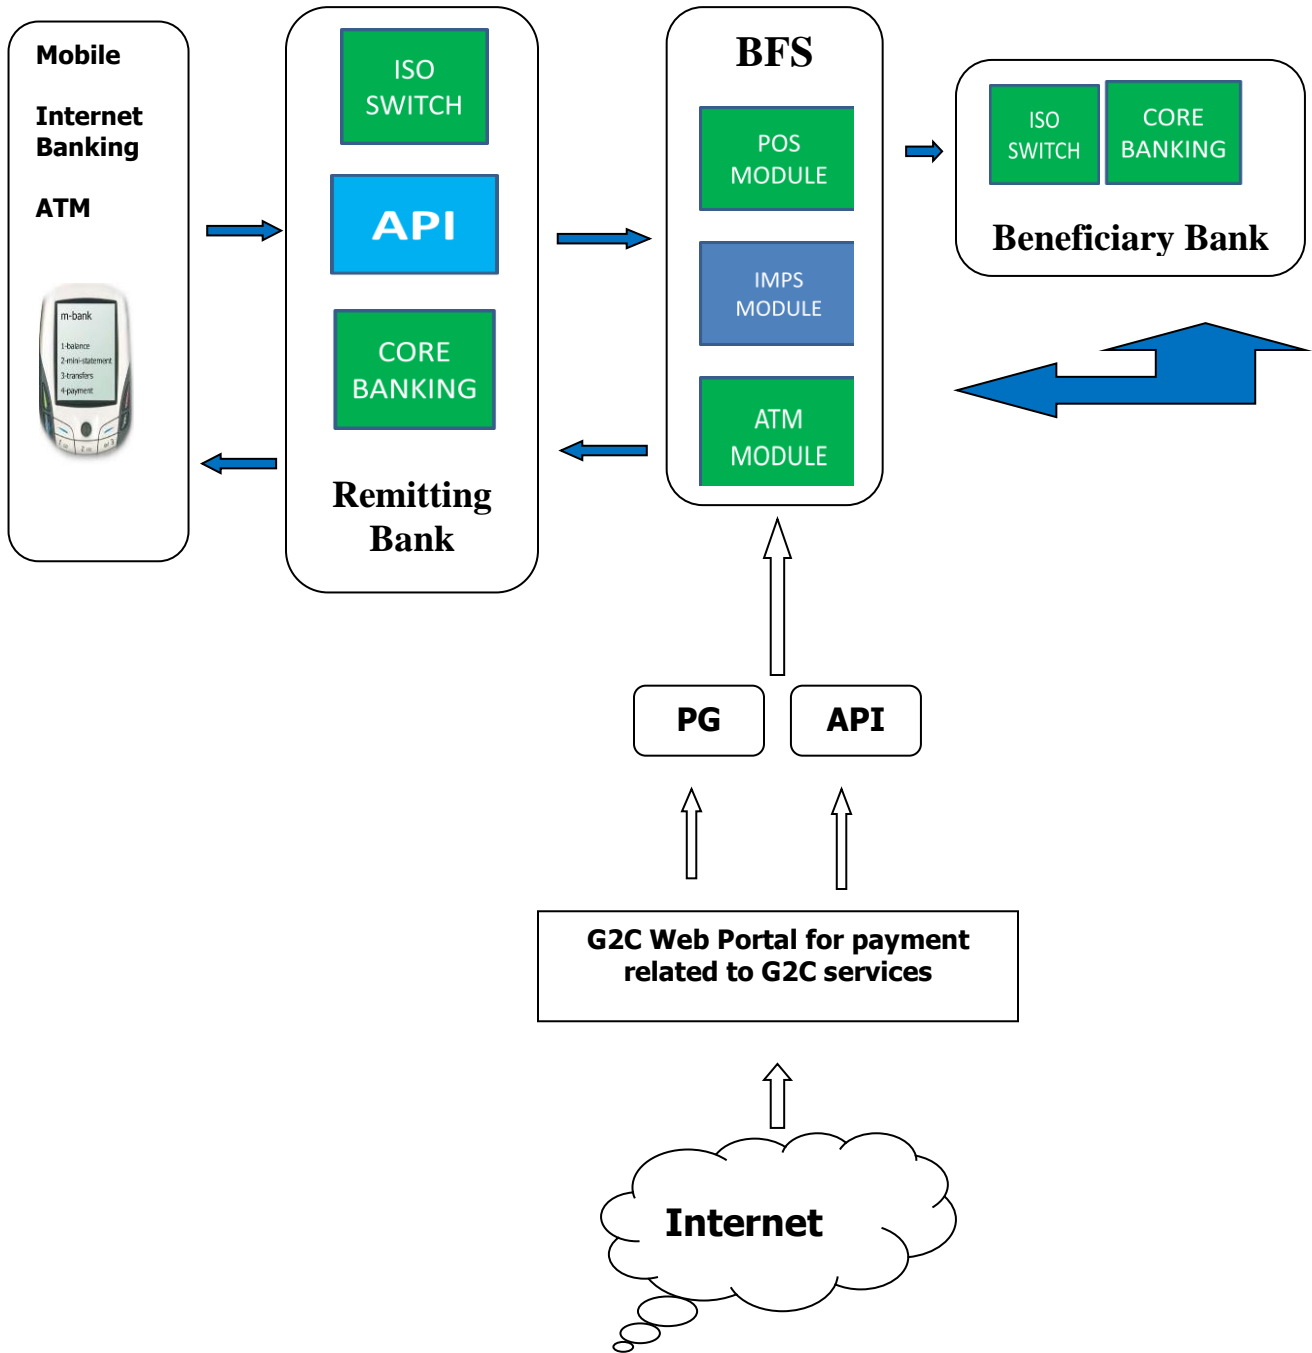 Mobile
Internet
Banking
ATM
m-bank
1-balance
2-mini-statement
3-transfers
4-payment
ISO
SWITCH
API
CORE
BANKING
Remitting
Bank
BFS
POS
MODULE
IMPS
MODULE
ATM
MODULE
ISO
SWITCH
CORE
BANKING
Beneficiary Bank
PG
API
G2C Web Portal for payment
related to G2C services
Internet